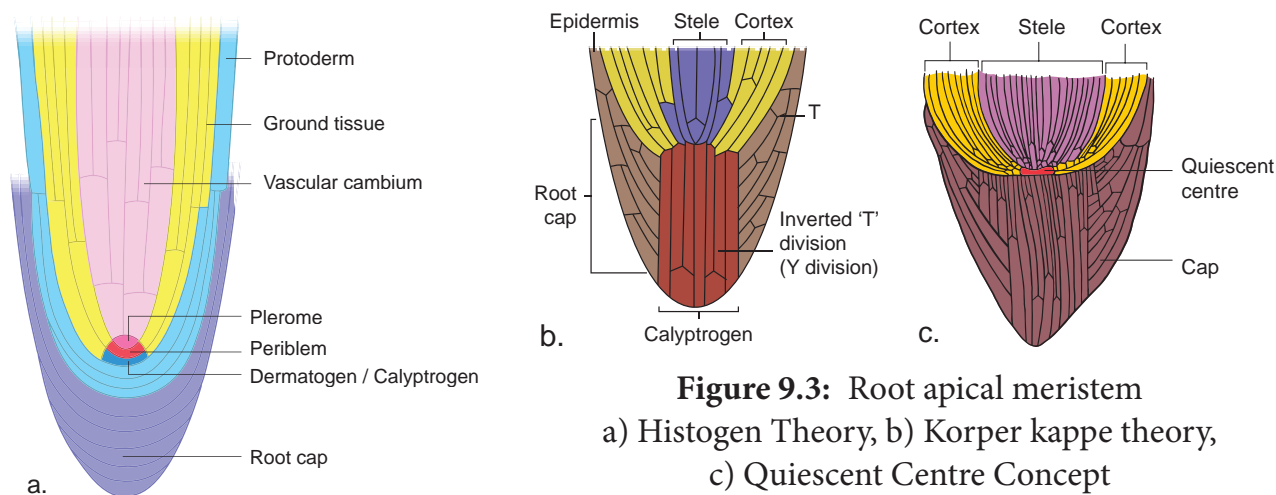 Protoderm
Ground tissue
Vascular cambium
Plerome
Periblem
Dermatogen / Calyptrogen
Root cap
a.
Epidermis
Stele
Cortex
T
Root
cap
Inverted ‘T’
division
(Y division)
Calyptrogen
b.
Cortex
Stele
Cortex
Quiescent
centre
Cap
c.
Figure 9.3: Root apical meristem
a) Histogen Theory, b) Korper kappe theory,
c) Quiescent Centre Concept